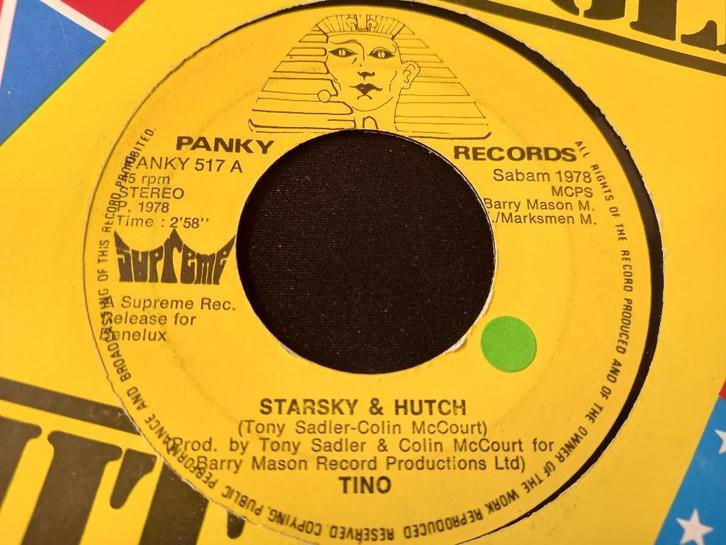 PANKY RECORDS
PANKY 517 A
45 rpm
STEREO
P. 1978
Time : 2'58"
Supreme
A Supreme Rec.
Release for
Benelux
Sabam 1978
MCPS
Barry Mason M.
./Marksmen M.
STARSKY & HUTCH
(Tony Sadler-Colin McCourt)
(Prod. by Tony Sadler & Colin McCourt for
Barry Mason Record Productions Ltd)
TINO
ALL RIGHTS OF THE RECORD PRODUCED AND OF THE OWNER OF THE WORK REPRODUCED RESERVED. COPYING, PUBLIC PERFORMANCE AND BROADCASTING OF THIS RECORD PROHIBITED.